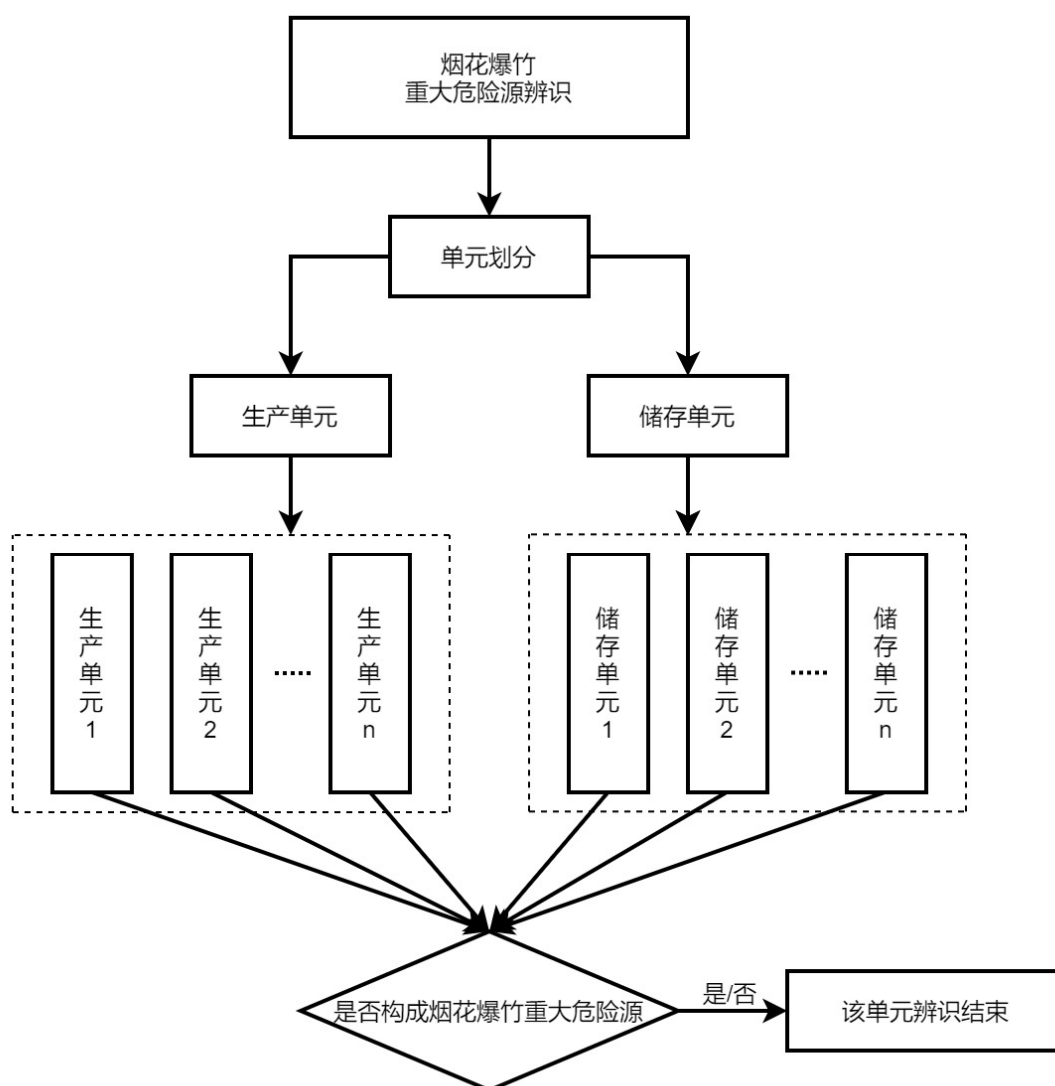 烟花爆竹
重大危险源辨识
单元划分
生产单元
储存单元
生产单元1
生产单元2
······
生产单元n
储存单元1
储存单元2
······
储存单元n
是否构成烟花爆竹重大危险源
是/否
该单元辨识结束